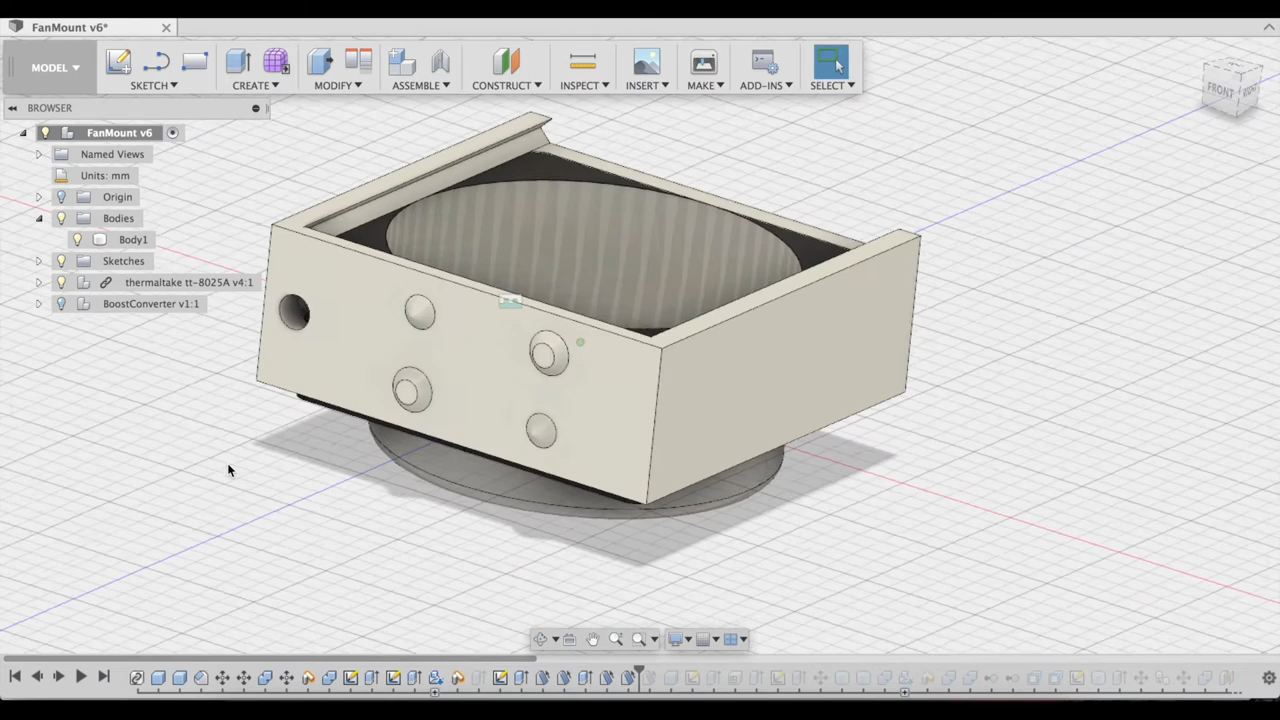 FanMount v6*
MODEL
SKETCH
CREATE
MODIFY
ASSEMBLE
CONSTRUCT
INSPECT
INSERT
MAKE
ADD-INS
SELECT
FRONT
RIGHT
BROWSER
FanMount v6
Named Views
Units: mm
Origin
Bodies
Body1
Sketches
thermaltake tt-8025A v4:1
BoostConverter v1:1